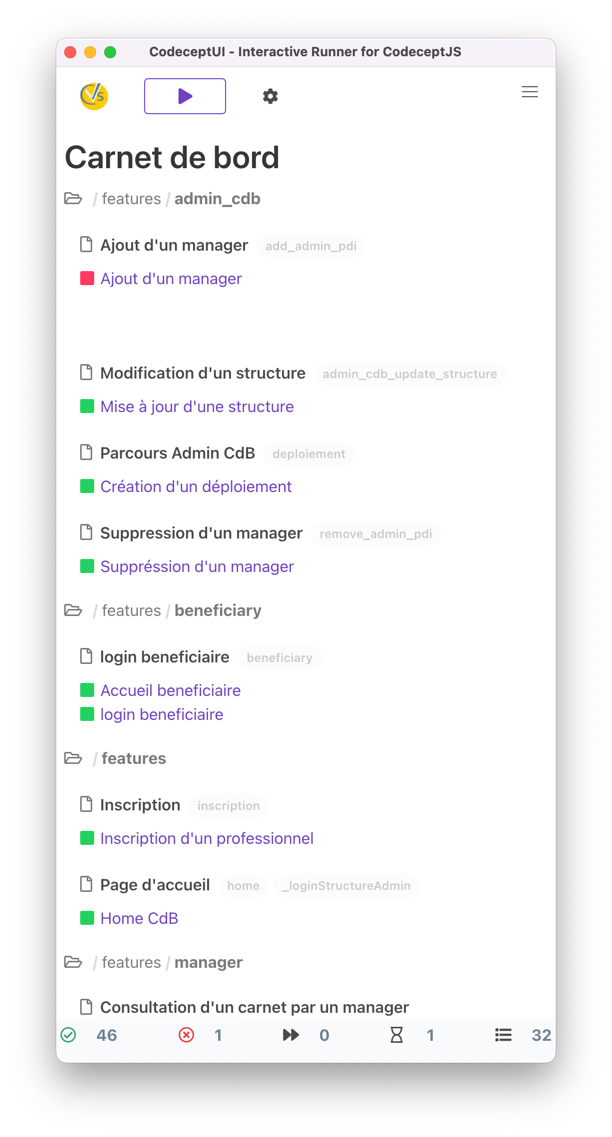 CodeceptUI - Interactive Runner for CodeceptJS
Carnet de bord
/ features / admin_cdb
Ajout d'un manager add_admin_pdi
Ajout d'un manager
Modification d'un structure admin_cdb_update_structure
Mise à jour d'une structure
Parcours Admin CdB deploiement
Création d'un déploiement
Suppression d'un manager remove_admin_pdi
Suppréssion d'un manager
/ features / beneficiary
login beneficiaire beneficiary
Accueil beneficiaire
login beneficiaire
/ features
Inscription inscription
Inscription d'un professionnel
Page d'accueil home _loginStructureAdmin
Home CdB
/ features / manager
Consultation d'un carnet par un manager
46 1 0 1 32